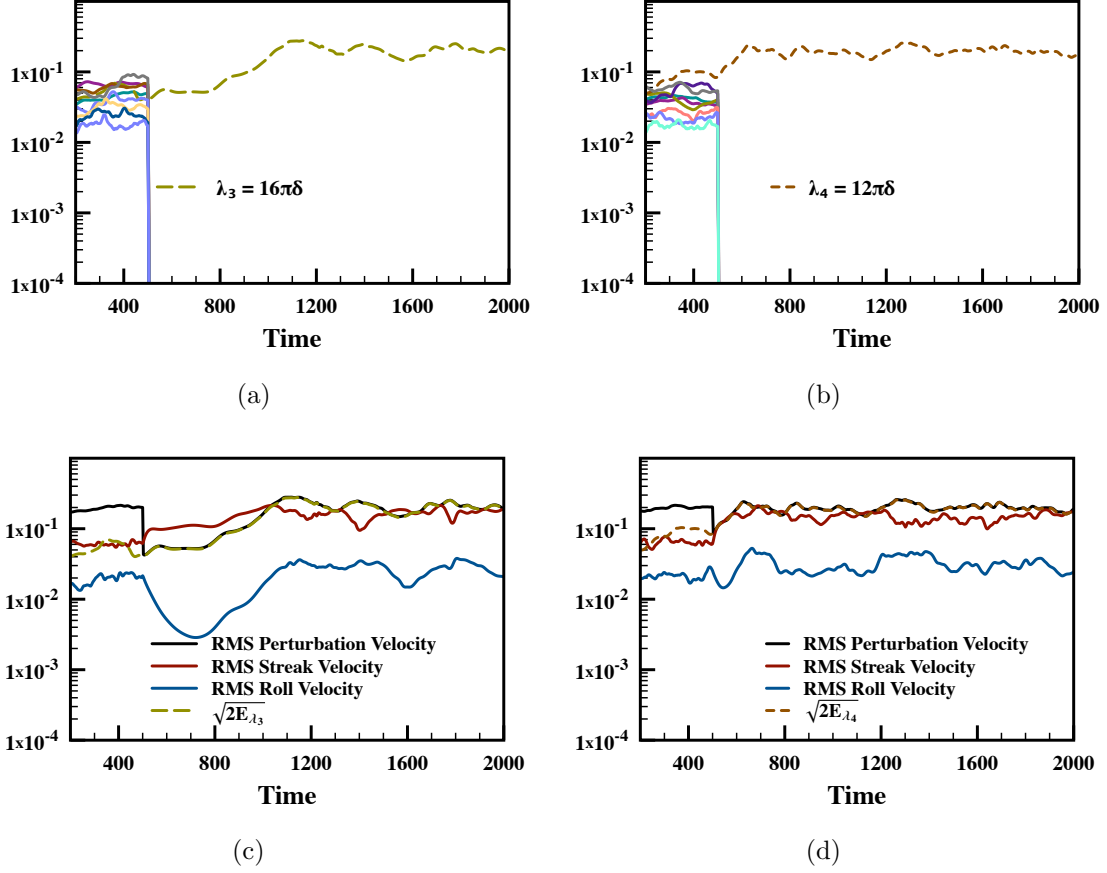 1x10⁻¹
1x10⁻²
1x10⁻³
1x10⁻⁴
λ₃ = 16πδ
400 800 1200 1600 2000
Time
(a)
1x10⁻¹
1x10⁻²
1x10⁻³
1x10⁻⁴
λ₄ = 12πδ
400 800 1200 1600 2000
Time
(b)
1x10⁻¹
1x10⁻²
1x10⁻³
1x10⁻⁴
RMS Perturbation Velocity
RMS Streak Velocity
RMS Roll Velocity
√2E_λ₃
400 800 1200 1600 2000
Time
(c)
1x10⁻¹
1x10⁻²
1x10⁻³
1x10⁻⁴
RMS Perturbation Velocity
RMS Streak Velocity
RMS Roll Velocity
√2E_λ₄
400 800 1200 1600 2000
Time
(d)